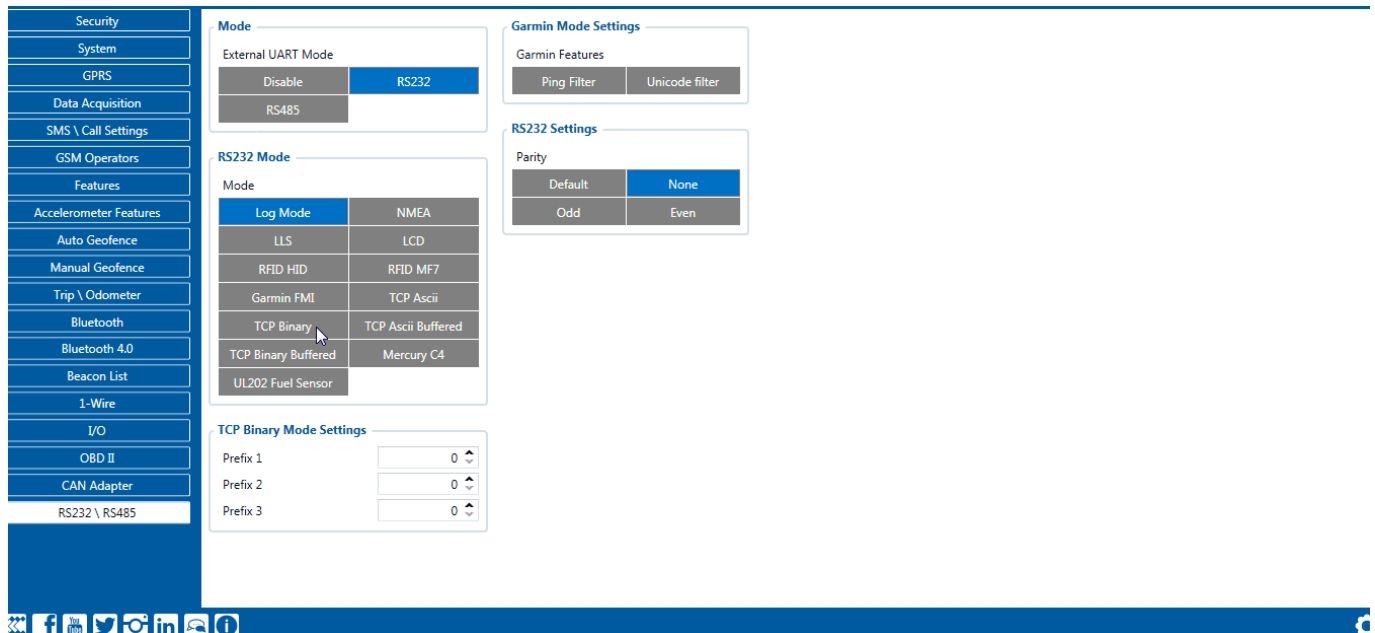 Security
System
GPRS
Data Acquisition
SMS \ Call Settings
GSM Operators
Features
Accelerometer Features
Auto Geofence
Manual Geofence
Trip \ Odometer
Bluetooth
Bluetooth 4.0
Beacon List
1-Wire
I/O
OBD II
CAN Adapter
RS232 \ RS485
Mode
External UART Mode
Disable RS232
RS485
RS232 Mode
Mode
Log Mode NMEA
LLS LCD
RFID HID RFID MF7
Garmin FMI TCP Ascii
TCP Binary TCP Ascii Buffered
TCP Binary Buffered Mercury C4
UL202 Fuel Sensor
TCP Binary Mode Settings
Prefix 1 0
Prefix 2 0
Prefix 3 0
Garmin Mode Settings
Garmin Features
Ping Filter Unicode filter
RS232 Settings
Parity
Default None
Odd Even
You Tube
in